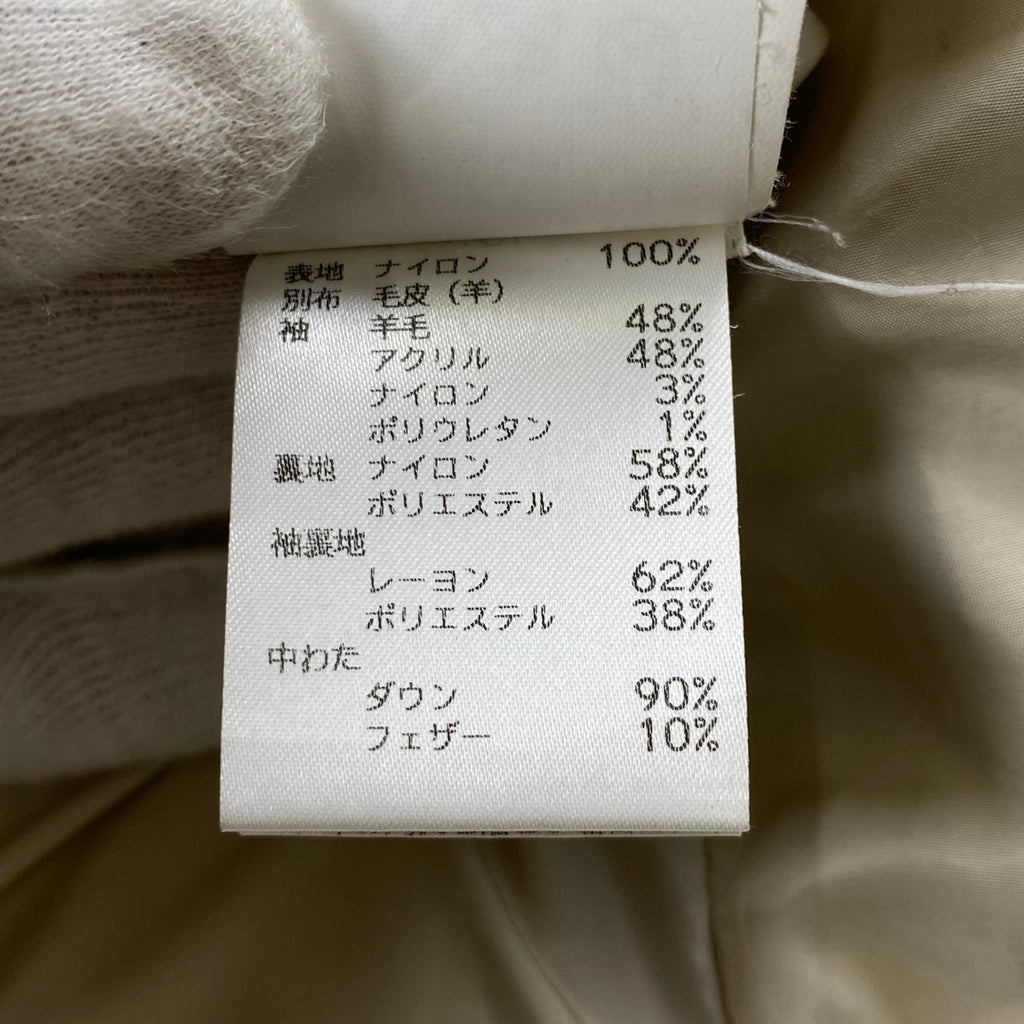 表地 ナイロン 100%
別布 毛皮（羊）
袖 羊毛 48%
アクリル 48%
ナイロン 3%
ポリウレタン 1%
裏地 ナイロン 58%
ポリエステル 42%
袖裏地
レーヨン 62%
ポリエステル 38%
中わた
ダウン 90%
フェザー 10%